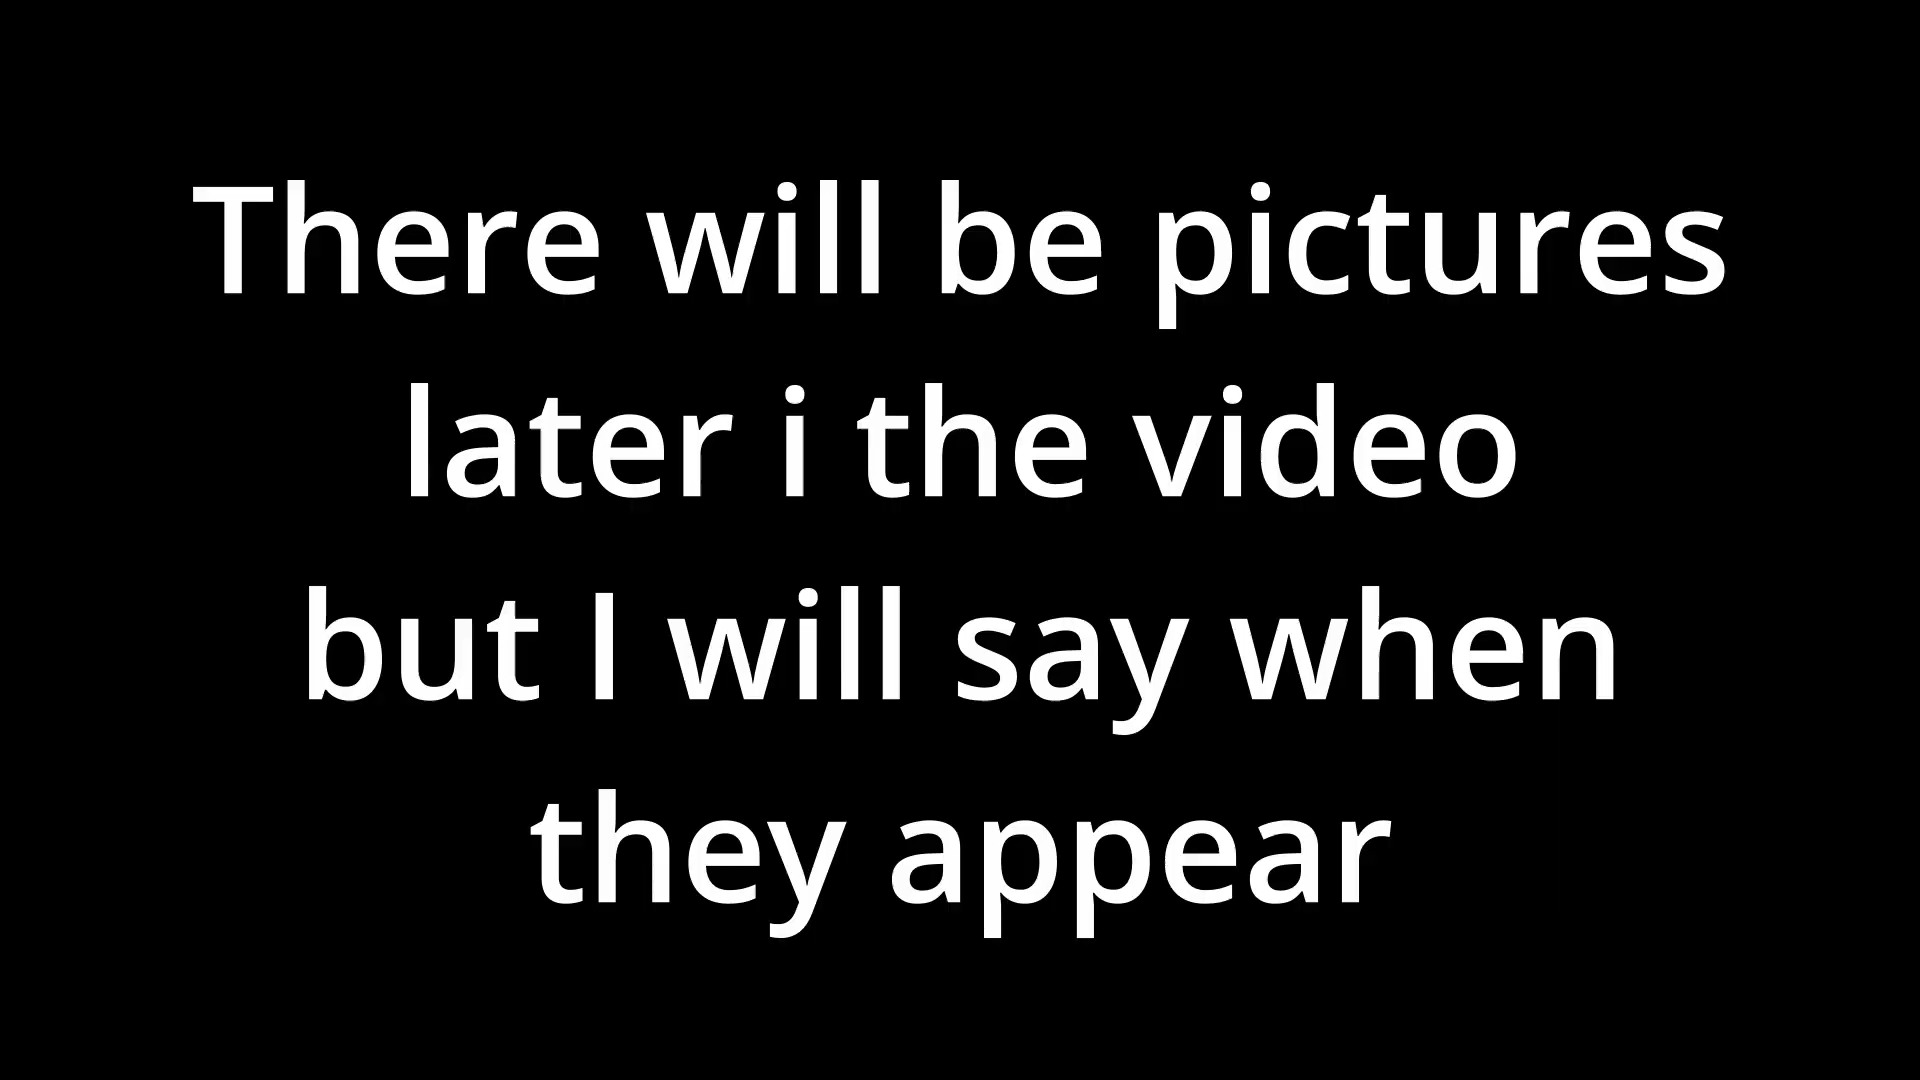 There will be pictures
later i the video
but I will say when
they appear